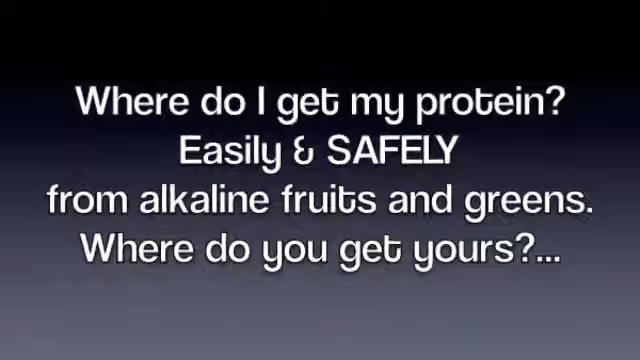 Where do I get my protein?
Easily & SAFELY
from alkaline fruits and greens.
Where do you get yours?...